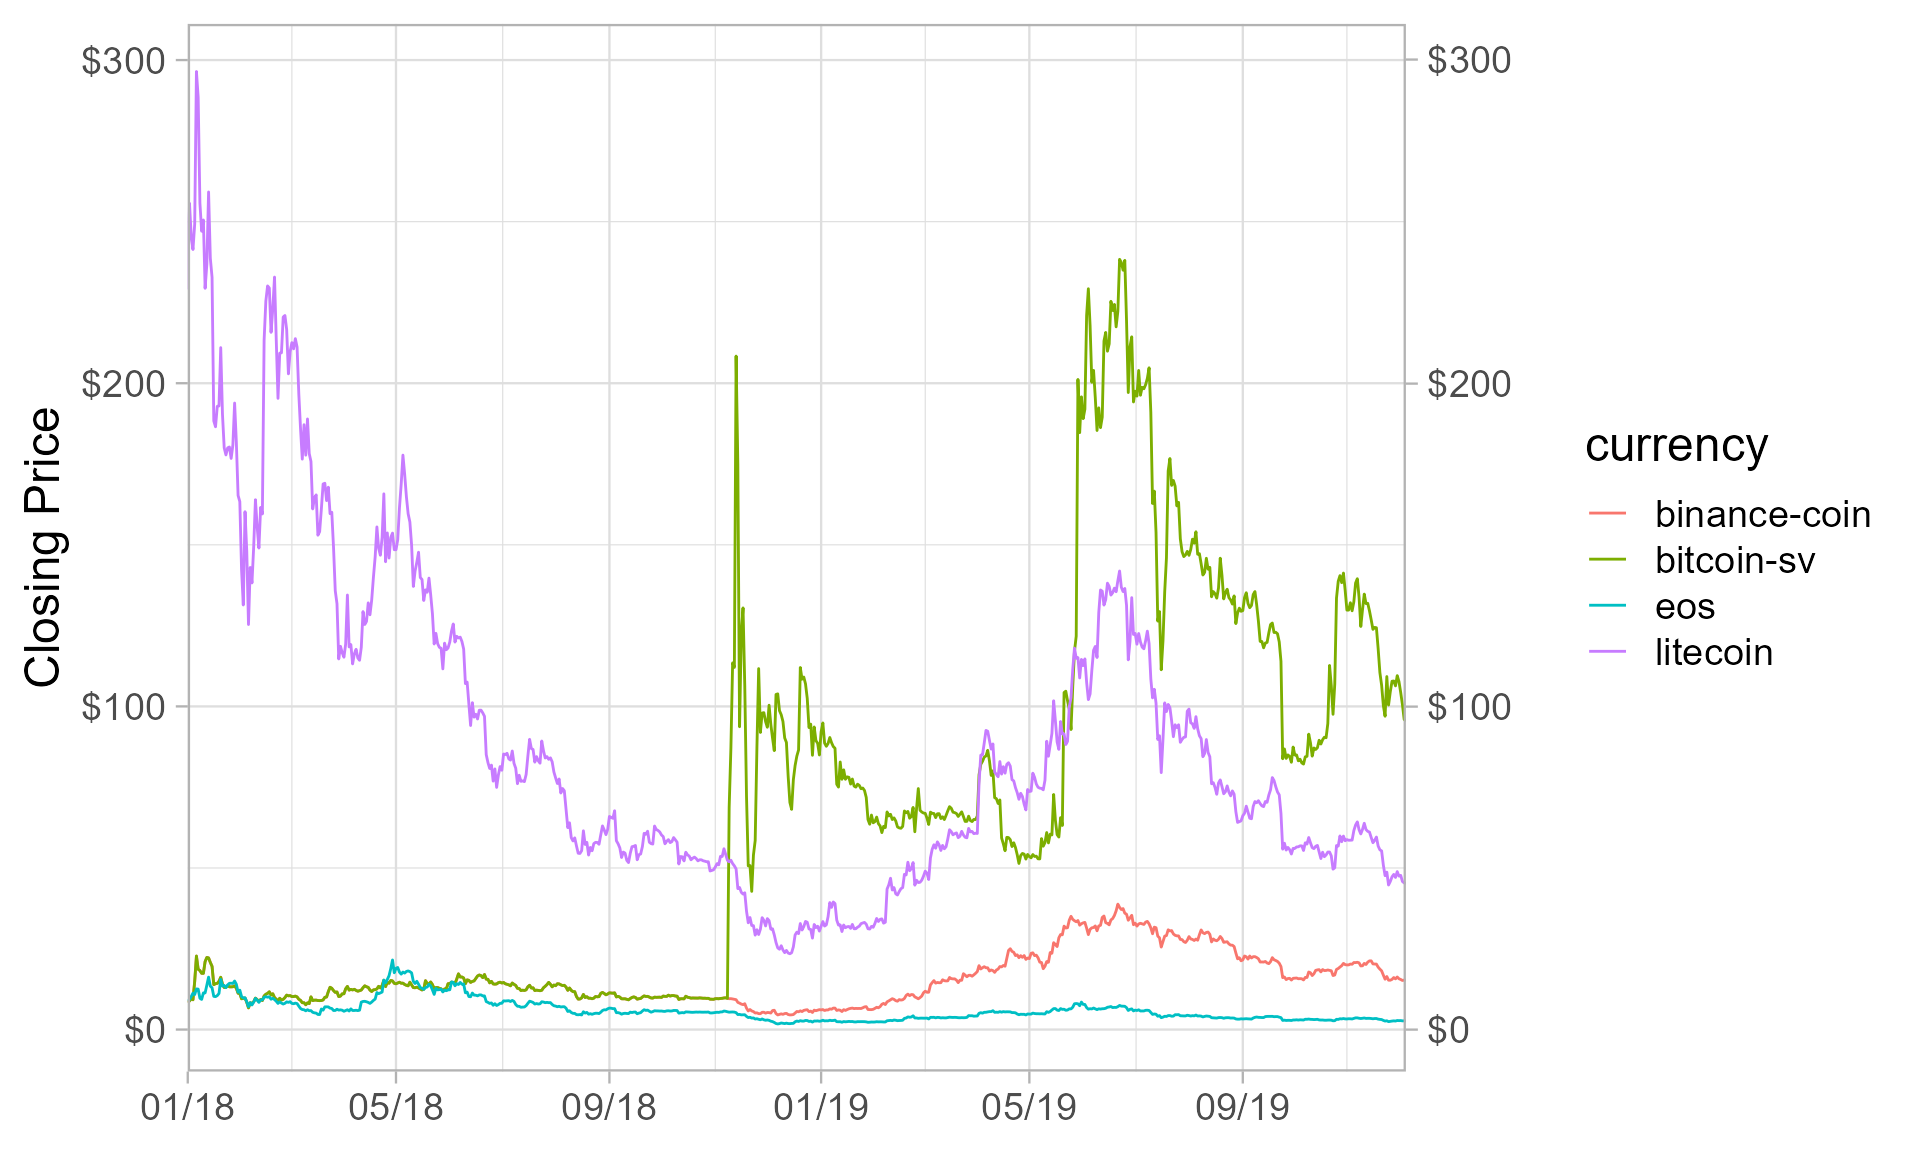 $300
$200
$100
$0
Closing Price
$300
$200
$100
$0
01/18
05/18
09/18
01/19
05/19
09/19
currency
binance-coin
bitcoin-sv
eos
litecoin